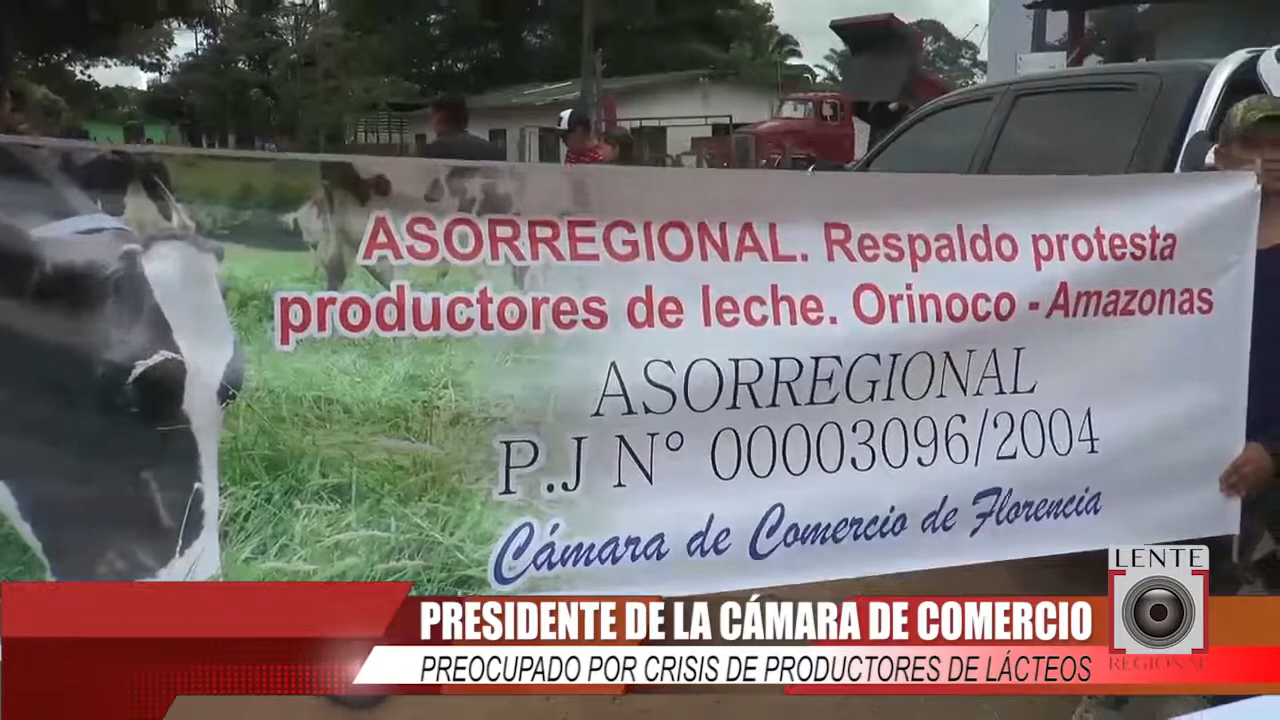 ASORREGIONAL. Respaldo protesta
productores de leche. Orinoco - Amazonas
ASORREGIONAL
P.J N° 00003096/2004
Cámara de Comercio de Florencia
PRESIDENTE DE LA CÁMARA DE COMERCIO
PREOCUPADO POR CRISIS DE PRODUCTORES DE LÁCTEOS
LENTE
REGIONAL